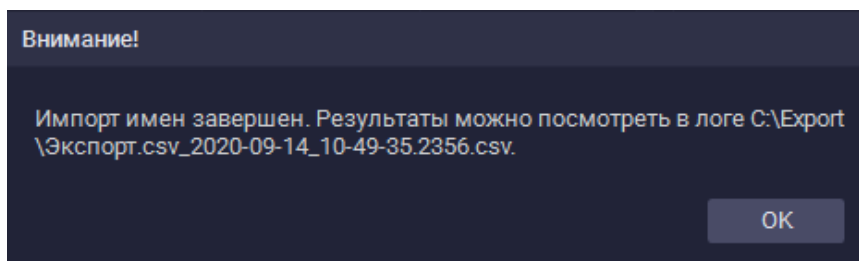 Внимание!
Импорт имен завершен. Результаты можно посмотреть в логе C:\Export
\Экспорт.csv_2020-09-14_10-49-35.2356.csv.
OK